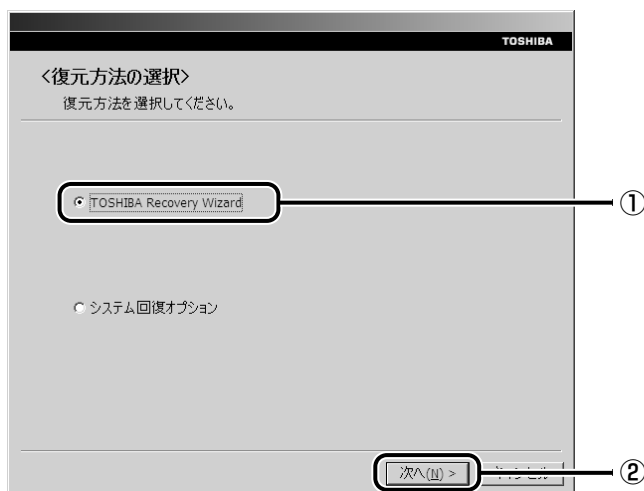 TOSHIBA
<復元方法の選択>
復元方法を選択してください。
TOSHIBA Recovery Wizard
①
システム回復オプション
次へ(N) >
②